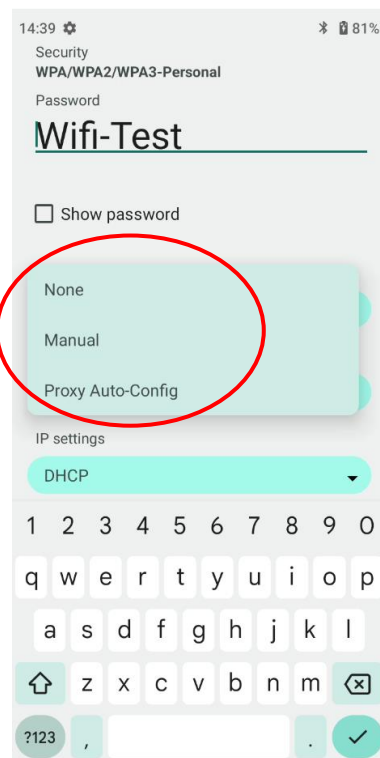 14:39 81%
Security
WPA/WPA2/WPA3-Personal
Password
Wifi-Test
Show password
None
Manual
Proxy Auto-Config
IP settings
DHCP
1 2 3 4 5 6 7 8 9 0
q w e r t y u i o p
a s d f g h j k l
z x c v b n m
?123 , .